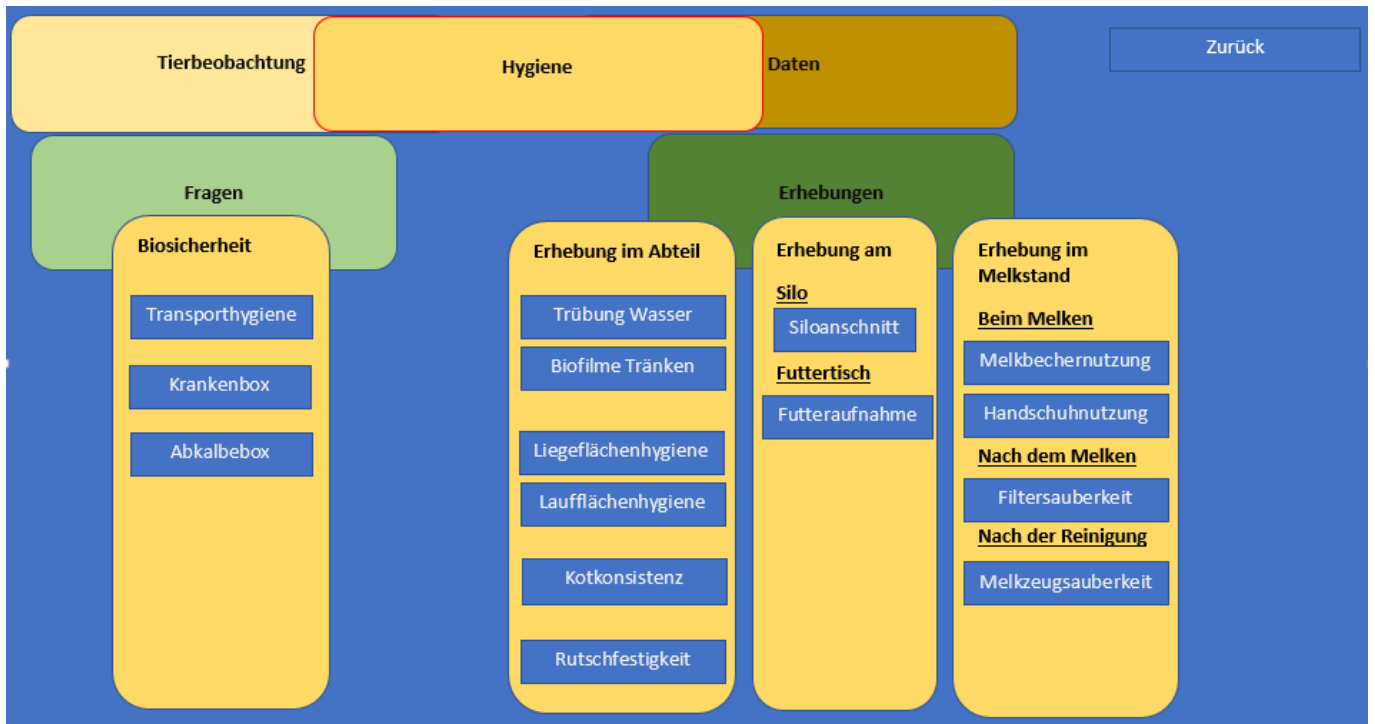 Tierbeobachtung
Hygiene
Daten
Zurück
Fragen
Erhebungen
Biosicherheit
Transporthygiene
Krankenbox
Abkalbebox
Erhebung im Abteil
Trübung Wasser
Biofilme Tränken
Liegeflächenhygiene
Laufflächenhygiene
Kotkonsistenz
Rutschfestigkeit
Erhebung am
Silo
Siloanschnitt
Futtertisch
Futteraufnahme
Erhebung im
Melkstand
Beim Melken
Melkbechernutzung
Handschuhnutzung
Nach dem Melken
Filtersauberkeit
Nach der Reinigung
Melkzeugsauberkeit